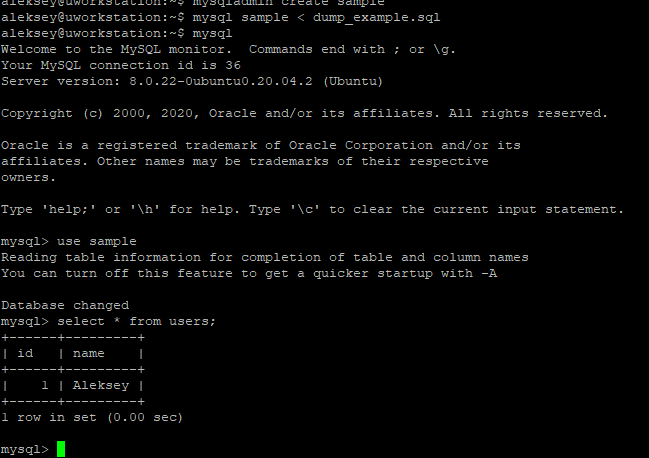 aleksey@uworkstation:~$ mysqladmin create sample
aleksey@uworkstation:~$ mysql sample < dump_example.sql
aleksey@uworkstation:~$ mysql
Welcome to the MySQL monitor.  Commands end with ; or \g.
Your MySQL connection id is 36
Server version: 8.0.22-0ubuntu0.20.04.2 (Ubuntu)
Copyright (c) 2000, 2020, Oracle and/or its affiliates. All rights reserved.
Oracle is a registered trademark of Oracle Corporation and/or its
affiliates. Other names may be trademarks of their respective
owners.
Type 'help;' or '\h' for help. Type '\c' to clear the current input statement.
mysql> use sample
Reading table information for completion of table and column names
You can turn off this feature to get a quicker startup with -A
Database changed
mysql> select * from users;
+------+---------+
| id   | name    |
+------+---------+
|    1 | Aleksey |
+------+---------+
1 row in set (0.00 sec)
mysql>